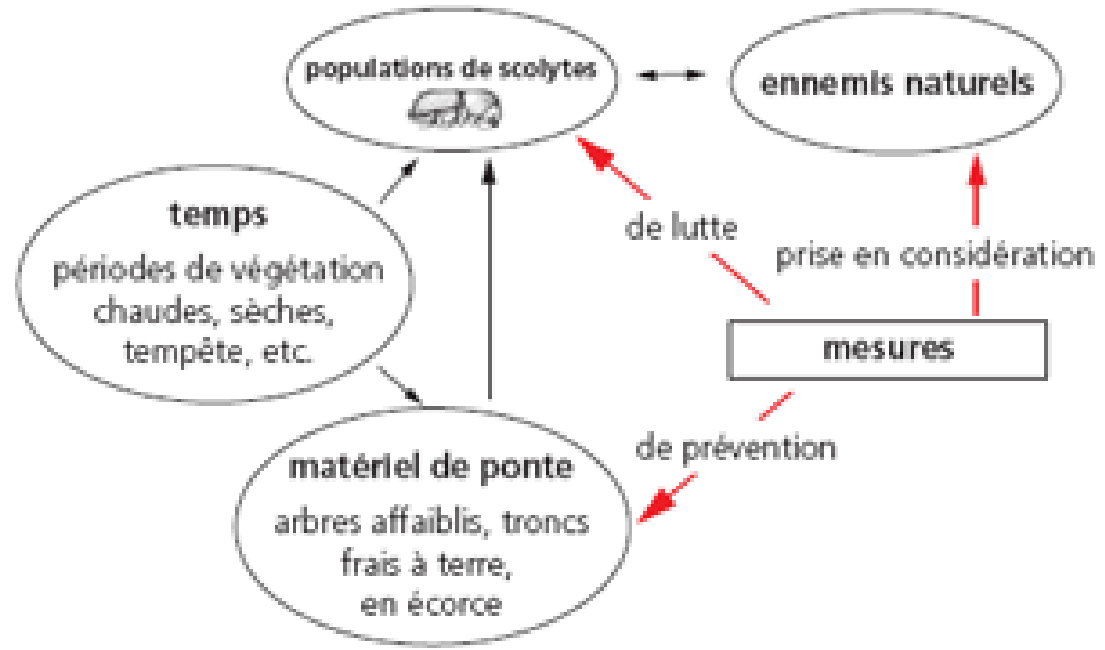 populations de scolytes
ennemis naturels
temps
périodes de végétation
chaudes, sèches,
tempête, etc.
de lutte
prise en considération
mesures
de prévention
matériel de ponte
arbres affaiblis, troncs
frais à terre,
en écorce